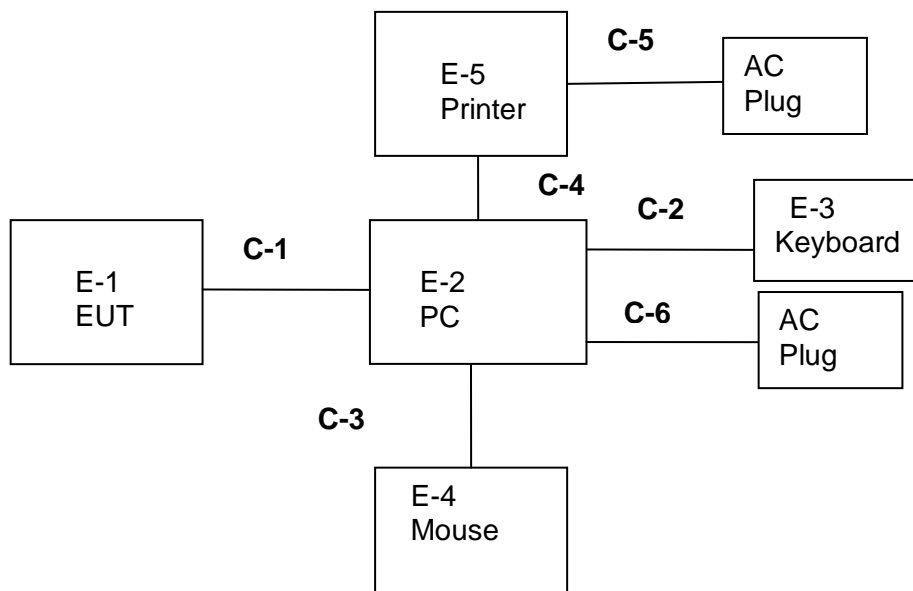 C-5
E-5
Printer
AC
Plug
C-4
C-2
E-3
Keyboard
C-1
E-1
EUT
E-2
PC
C-6
AC
Plug
C-3
E-4
Mouse